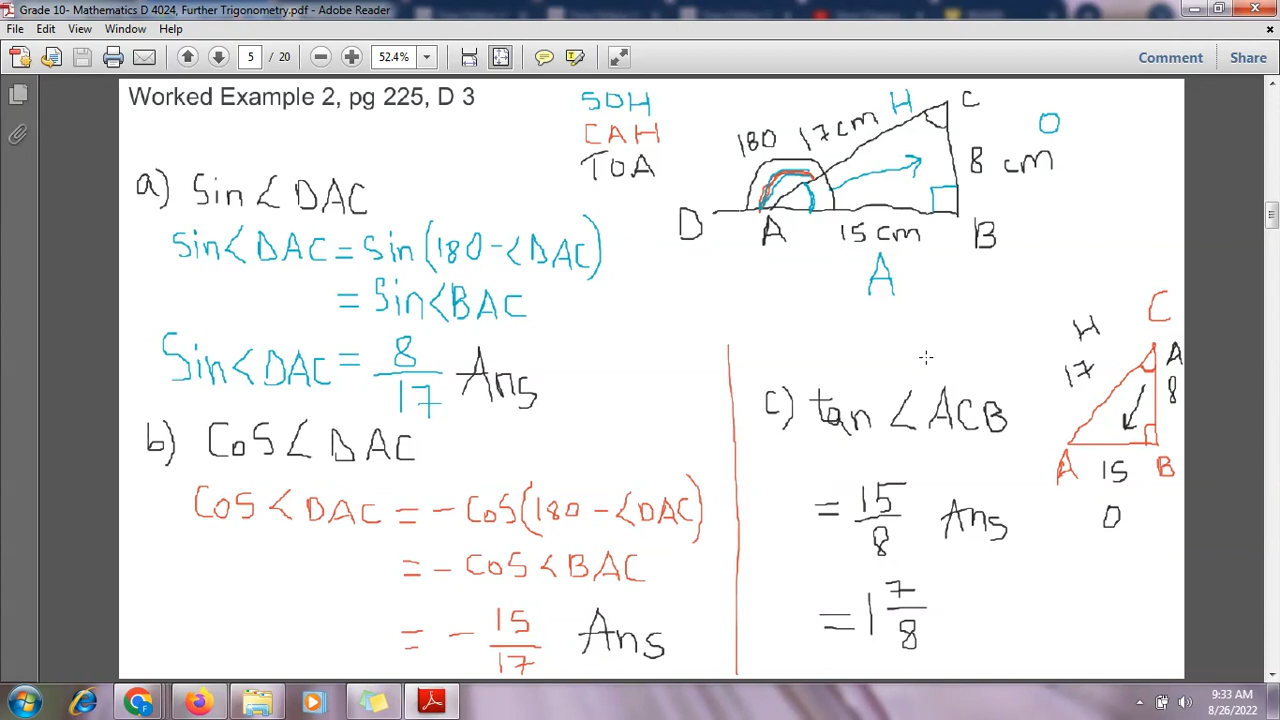 Grade 10- Mathematics D 4024, Further Trigonometry.pdf - Adobe Reader
File Edit View Window Help
5 / 20 52.4% Comment Share
Worked Example 2, pg 225, D 3
SOH
CAH
TOA
180 17cm H C
O
8 cm
D A 15 cm B
A
a) Sin∠DAC
Sin∠DAC = Sin(180-∠DAC)
= Sin∠BAC
Sin∠DAC = 8/17 Ans
b) Cos∠DAC
Cos∠DAC = -Cos(180-∠DAC)
= -Cos∠BAC
= -15/17 Ans
c) tan∠ACB
= 15/8 Ans
= 1 7/8
C
H
A
17
8
A 15 B
O
9:33 AM
8/26/2022